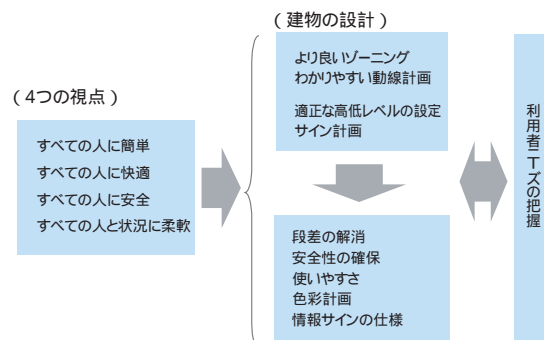 (建物の設計)
より良いゾーニング
わかりやすい動線計画
適正な高低レベルの設定
サイン計画
(4つの視点)
すべての人に簡単
すべての人に快適
すべての人に安全
すべての人と状況に柔軟
段差の解消
安全性の確保
使いやすさ
色彩計画
情報サインの仕様
利用者ニーズの把握